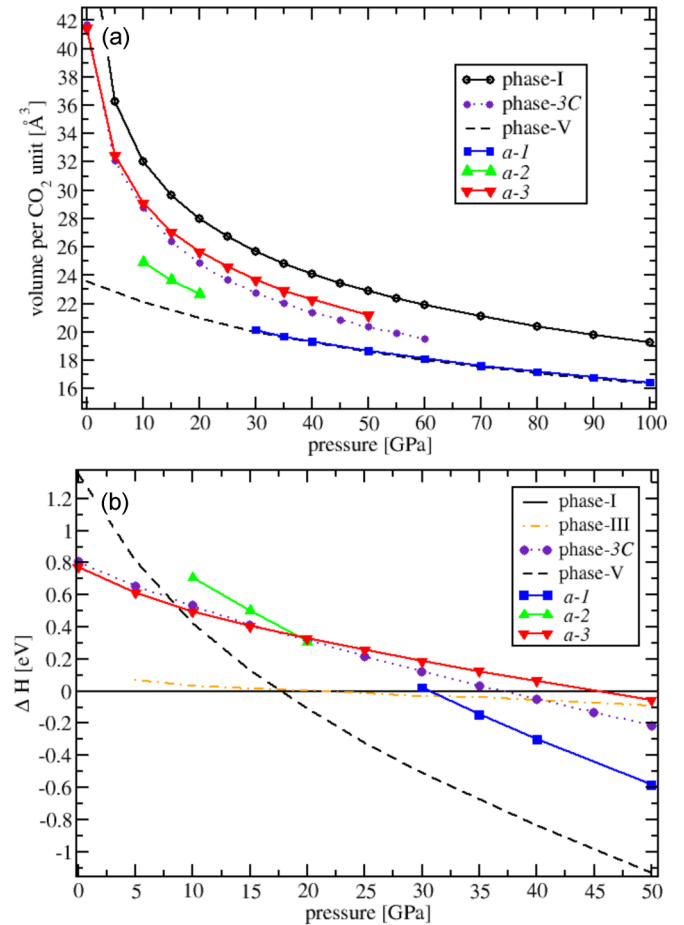 (a)
42
40
38
36
34
32
30
28
26
24
22
20
18
16
volume per CO2 unit [Å3]
phase-I
phase-3C
phase-V
a-1
a-2
a-3
0 10 20 30 40 50 60 70 80 90 100
pressure [GPa]
(b)
1.2
1
0.8
0.6
0.4
0.2
0
-0.2
-0.4
-0.6
-0.8
-1
Δ H [eV]
phase-I
phase-III
phase-3C
phase-V
a-1
a-2
a-3
0 5 10 15 20 25 30 35 40 45 50
pressure [GPa]